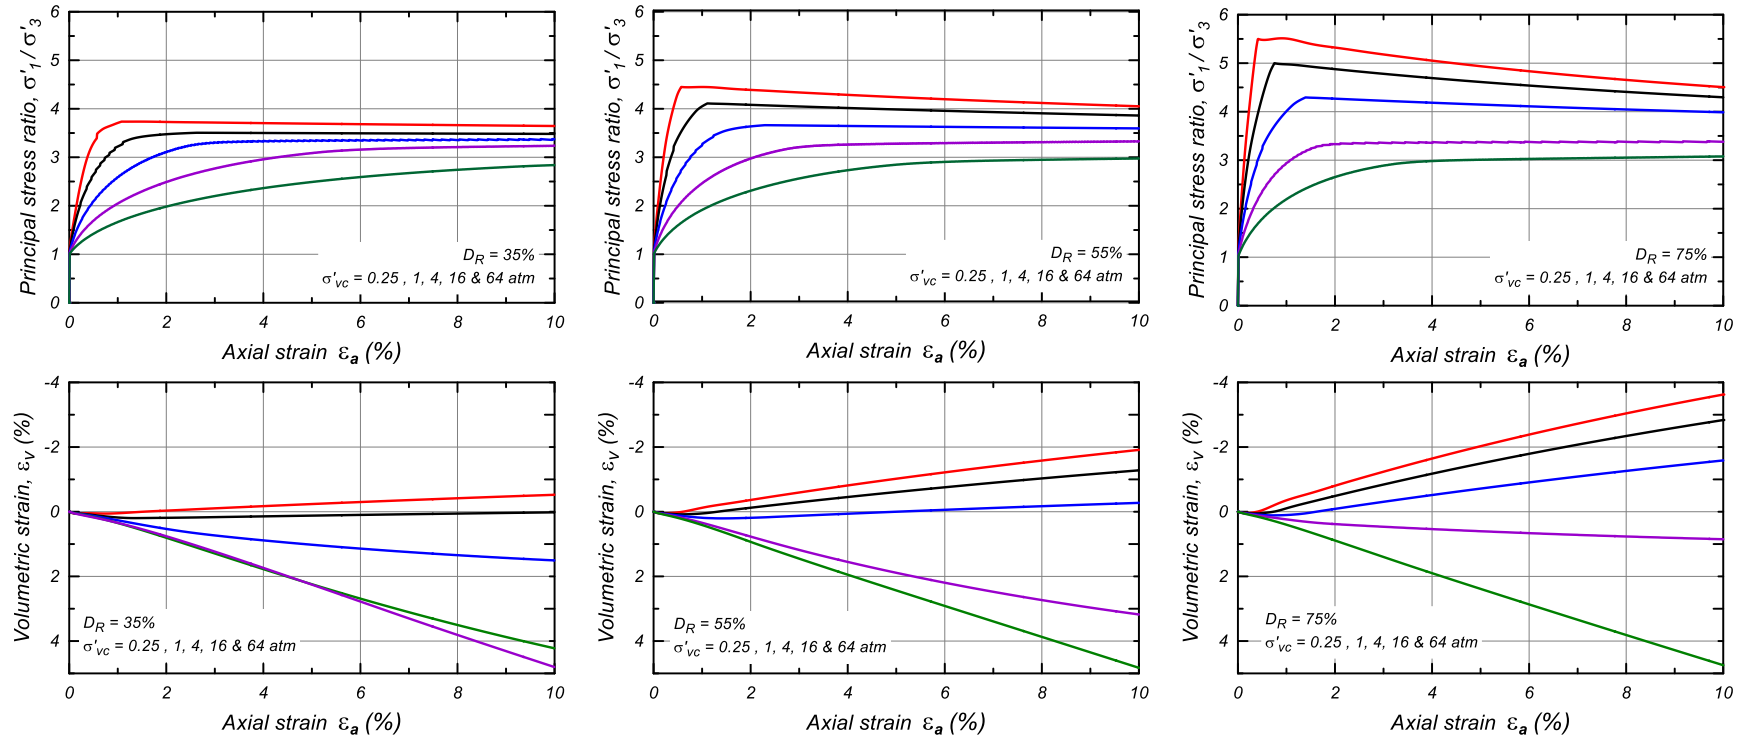 Principal stress ratio, σ'1 / σ'3
6
5
4
3
2
1
0
DR = 35%
σ'vc = 0.25 , 1, 4, 16 & 64 atm
0 2 4 6 8 10
Axial strain εa (%)
Principal stress ratio, σ'1 / σ'3
6
5
4
3
2
1
0
DR = 55%
σ'vc = 0.25 , 1, 4, 16 & 64 atm
0 2 4 6 8 10
Axial strain εa (%)
Principal stress ratio, σ'1 / σ'3
6
5
4
3
2
1
0
DR = 75%
σ'vc = 0.25 , 1, 4, 16 & 64 atm
0 2 4 6 8 10
Axial strain εa (%)
Volumetric strain, εv (%)
-4
-2
0
2
4
DR = 35%
σ'vc = 0.25 , 1, 4, 16 & 64 atm
0 2 4 6 8 10
Axial strain εa (%)
Volumetric strain, εv (%)
-4
-2
0
2
4
DR = 55%
σ'vc = 0.25 , 1, 4, 16 & 64 atm
0 2 4 6 8 10
Axial strain εa (%)
Volumetric strain, εv (%)
-4
-2
0
2
4
DR = 75%
σ'vc = 0.25 , 1, 4, 16 & 64 atm
0 2 4 6 8 10
Axial strain εa (%)